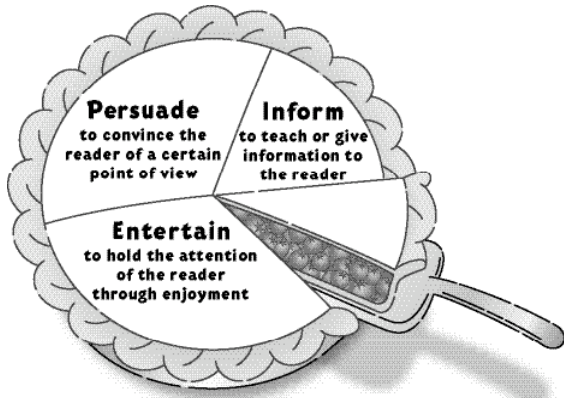 Persuade
to convince the
reader of a certain
point of view
Inform
to teach or give
information to
the reader
Entertain
to hold the attention
of the reader
through enjoyment